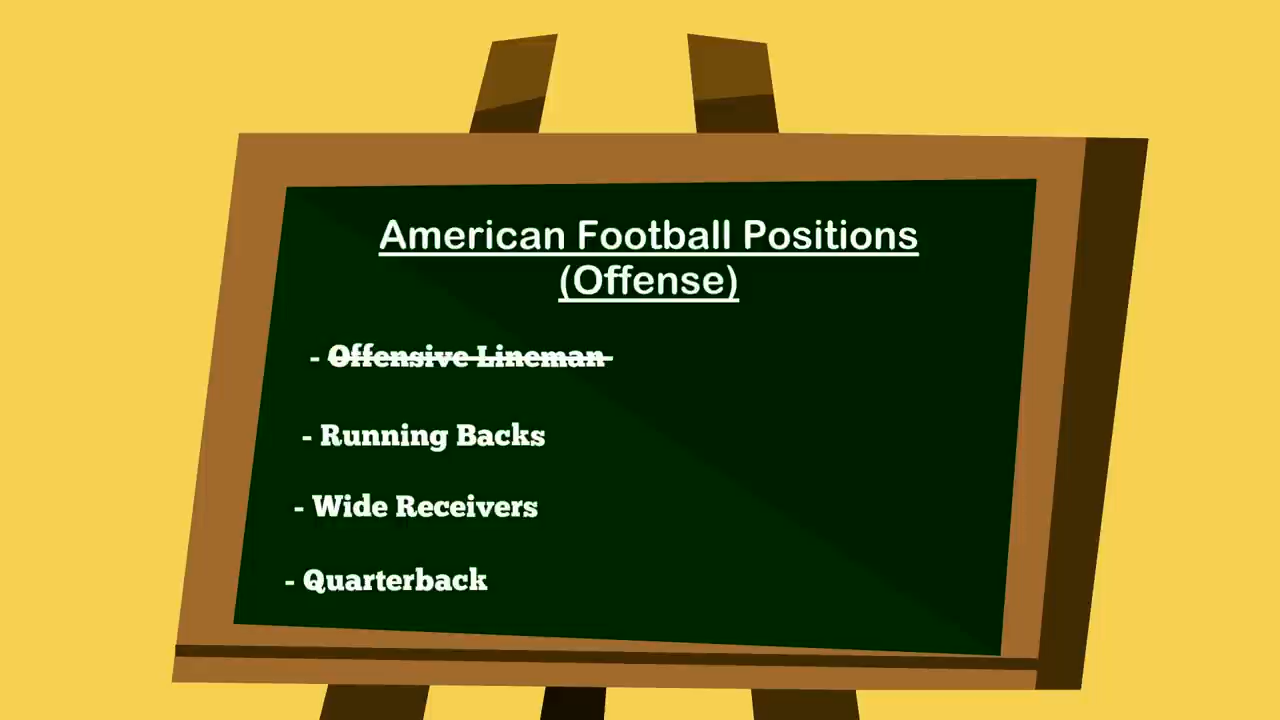 American Football Positions
(Offense)
- Offensive Lineman
- Running Backs
- Wide Receivers
- Quarterback